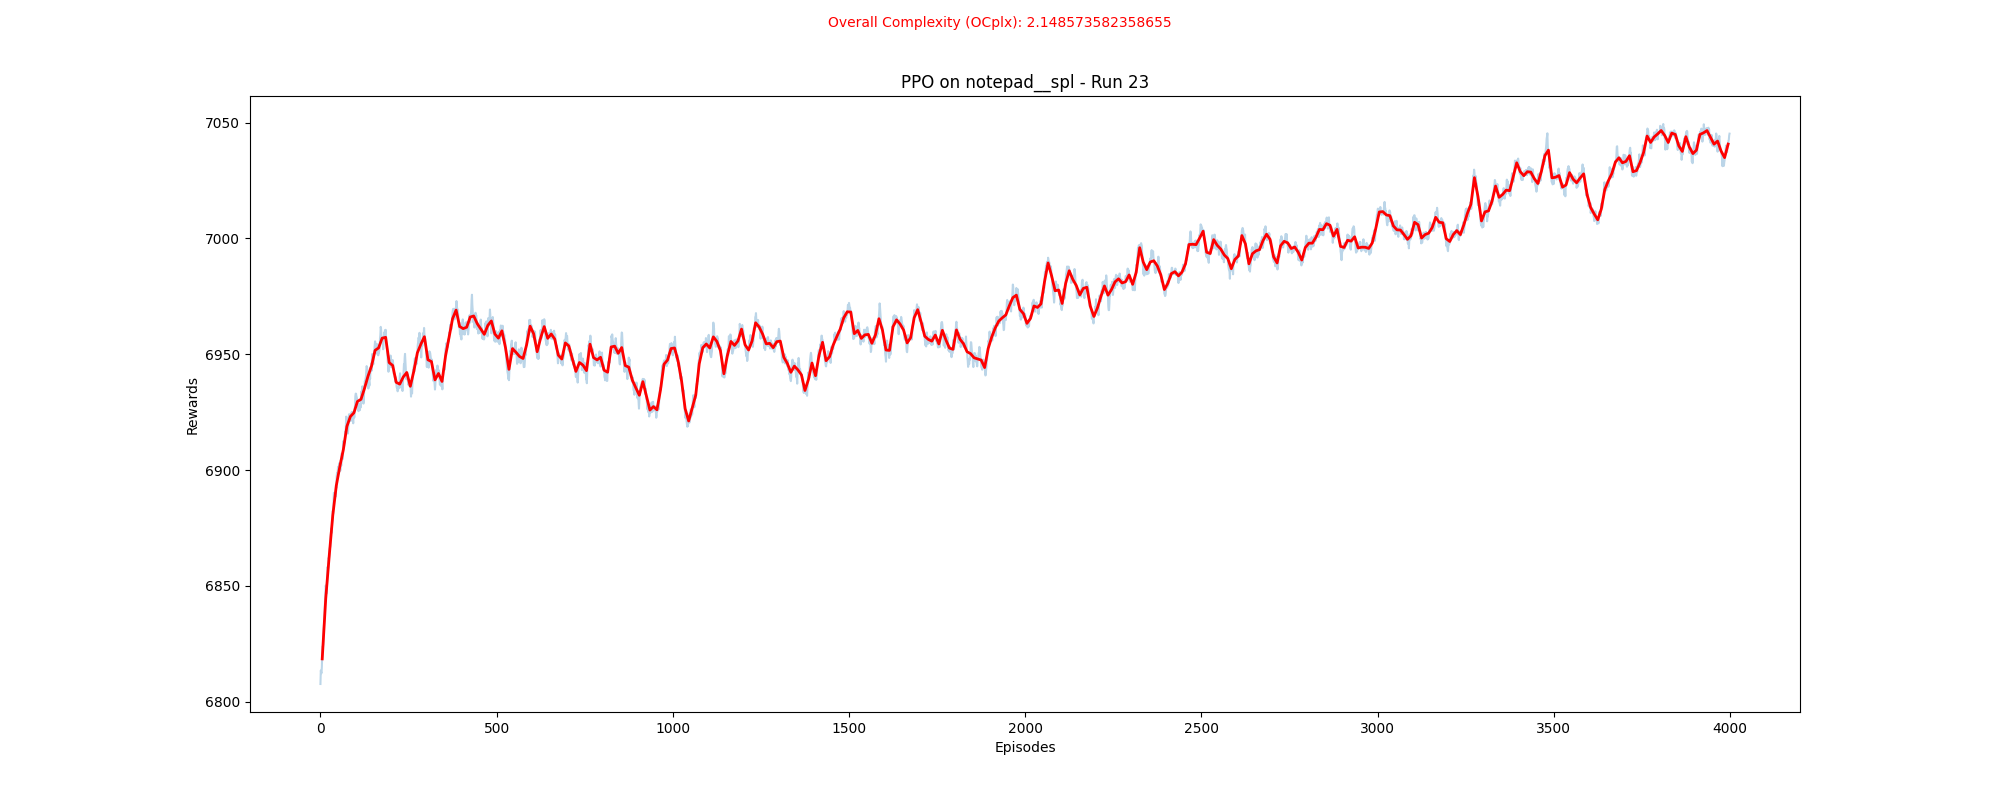 Overall Complexity (OCplx): 2.148573582358655
PPO on notepad__spl - Run 23
Rewards
7050
7000
6950
6900
6850
6800
0 500 1000 1500 2000 2500 3000 3500 4000
Episodes